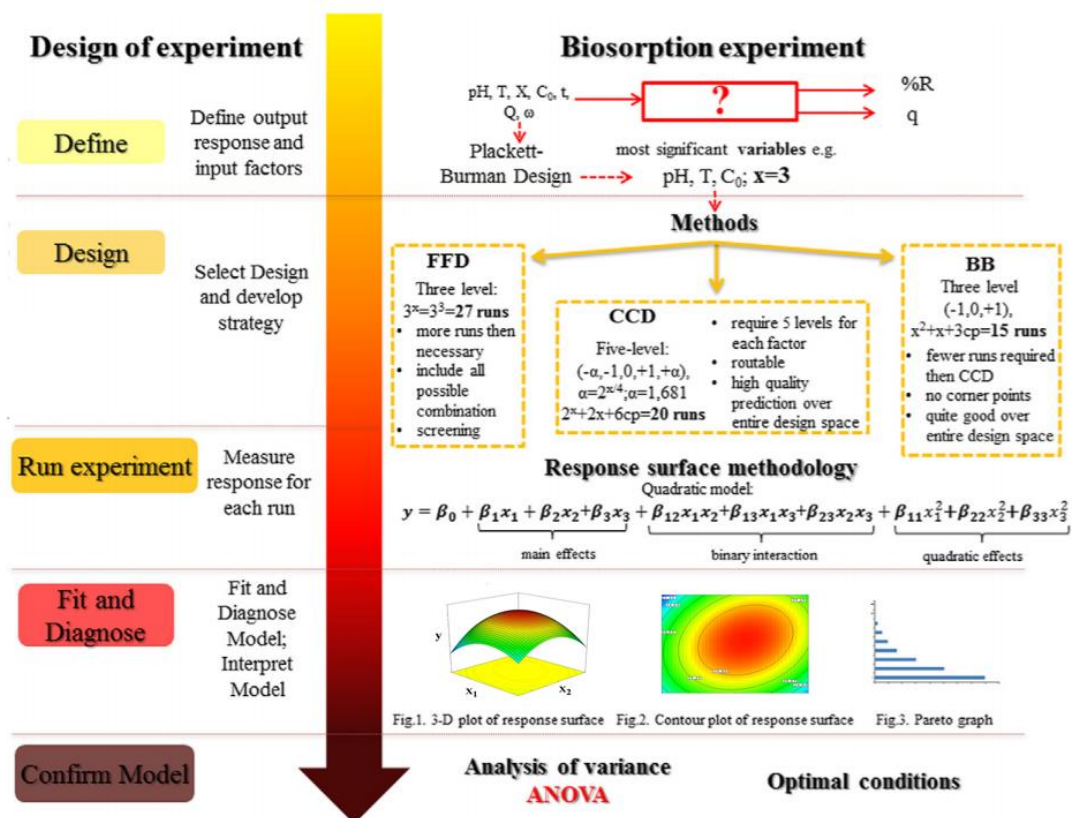 Design of experiment
Biosorption experiment
Define
Define output
response and
input factors
pH, T, X, C₀, t,
Q, ω
?
%R
q
Plackett-
Burman Design
most significant variables e.g.
pH, T, C₀; x=3
Methods
Design
Select Design
and develop
strategy
FFD
Three level:
3ˣ=3³=27 runs
• more runs then
necessary
• include all
possible
combination
• screening
CCD
Five-level:
(-α,-1,0,+1,+α),
α=2ˣᐟ⁴;α=1,681
2ˣ+2x+6cp=20 runs
• require 5 levels for
each factor
• routable
• high quality
prediction over
entire design space
BB
Three level
(-1,0,+1),
x²+x+3cp=15 runs
• fewer runs required
then CCD
• no corner points
• quite good over
entire design space
Run experiment
Measure
response for
each run
Response surface methodology
Quadratic model:
y = β₀ + β₁x₁ + β₂x₂+β₃x₃ + β₁₂x₁x₂+β₁₃x₁x₃+β₂₃x₂x₃ + β₁₁x₁²+β₂₂x₂²+β₃₃x₃²
main effects
binary interaction
quadratic effects
Fit and
Diagnose
Fit and
Diagnose
Model;
Interpret
Model
y
x₁
x₂
Fig.1. 3-D plot of response surface
Fig.2. Contour plot of response surface
Fig.3. Pareto graph
Confirm Model
Analysis of variance
ANOVA
Optimal conditions